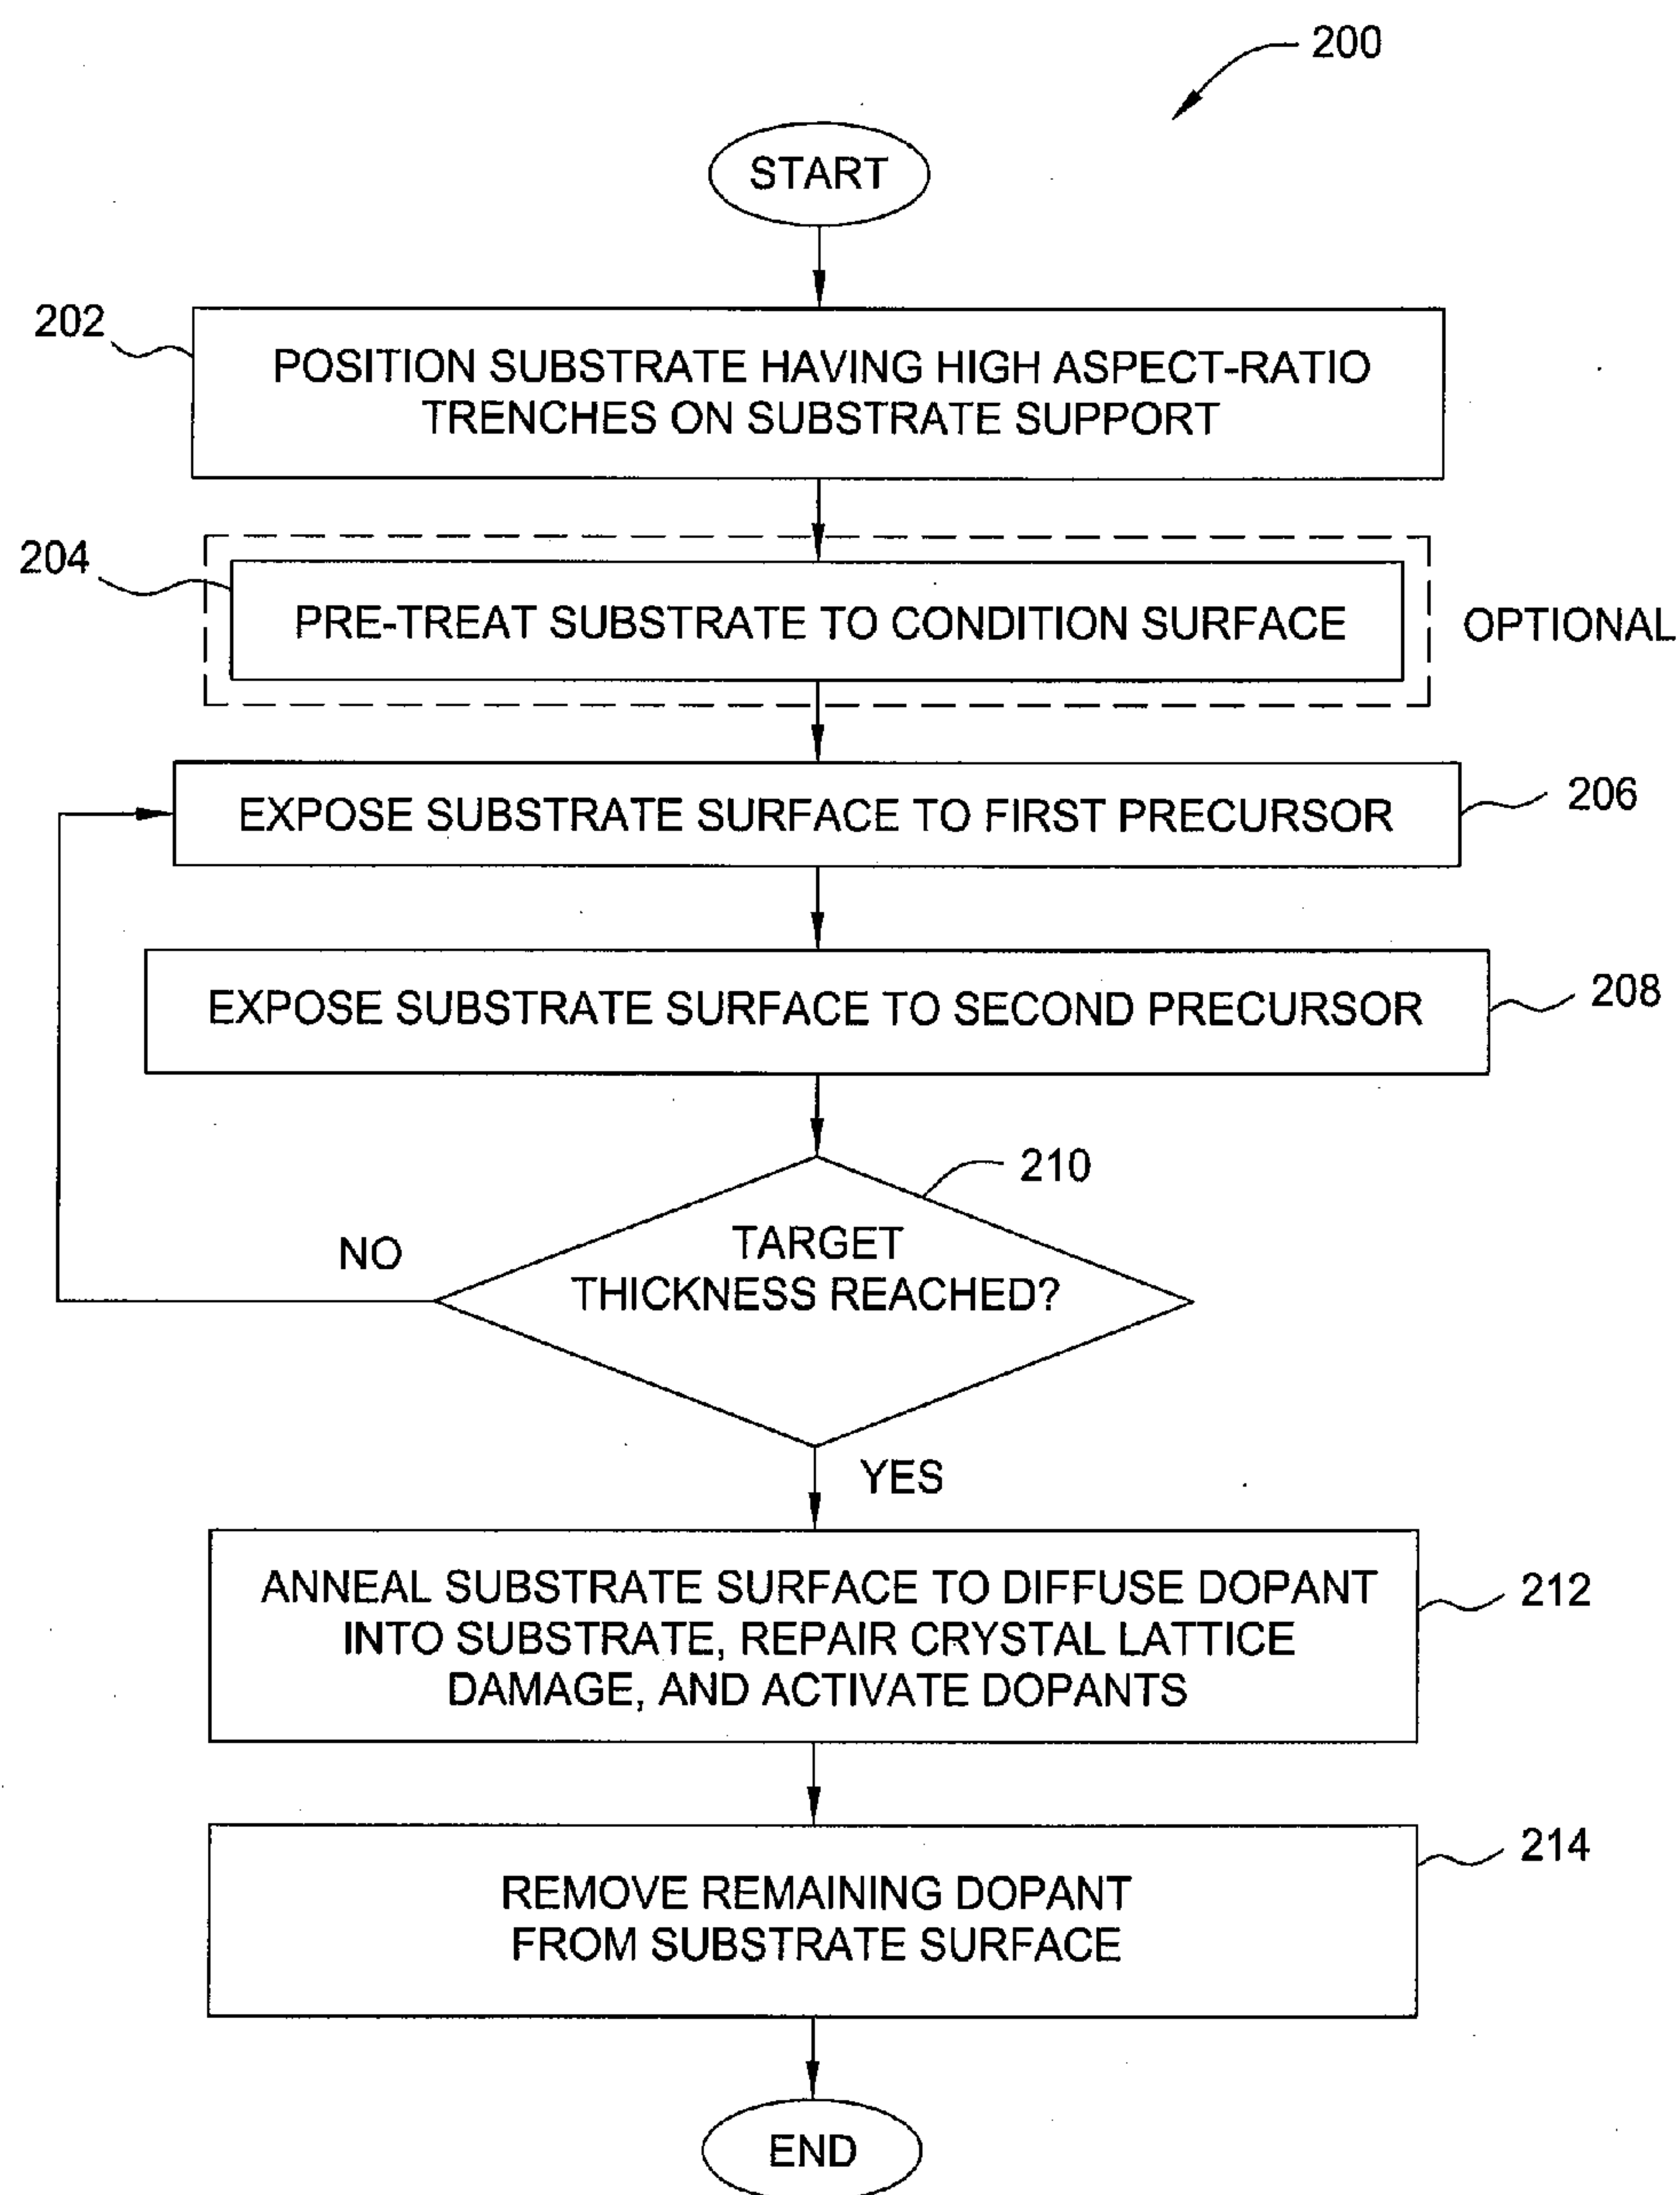 200
START
202
POSITION SUBSTRATE HAVING HIGH ASPECT-RATIO
TRENCHES ON SUBSTRATE SUPPORT
204
PRE-TREAT SUBSTRATE TO CONDITION SURFACE
OPTIONAL
EXPOSE SUBSTRATE SURFACE TO FIRST PRECURSOR
206
EXPOSE SUBSTRATE SURFACE TO SECOND PRECURSOR
208
210
TARGET
THICKNESS REACHED?
NO
YES
ANNEAL SUBSTRATE SURFACE TO DIFFUSE DOPANT
INTO SUBSTRATE, REPAIR CRYSTAL LATTICE
DAMAGE, AND ACTIVATE DOPANTS
212
REMOVE REMAINING DOPANT
FROM SUBSTRATE SURFACE
214
END